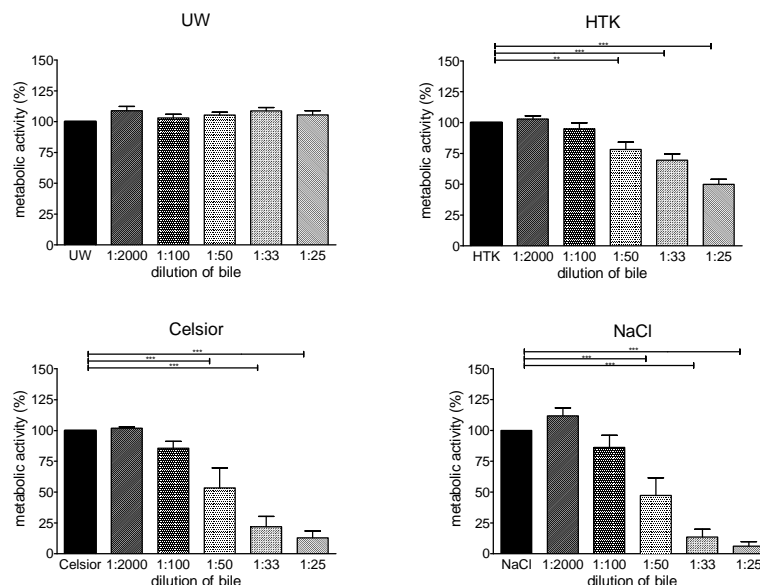 UW
metabolic activity (%)
150
125
100
75
50
25
0
UW 1:2000 1:100 1:50 1:33 1:25
dilution of bile
HTK
***
***
**
metabolic activity (%)
150
125
100
75
50
25
0
HTK 1:2000 1:100 1:50 1:33 1:25
dilution of bile
Celsior
***
***
***
metabolic activity (%)
150
125
100
75
50
25
0
Celsior 1:2000 1:100 1:50 1:33 1:25
dilution of bile
NaCl
***
***
***
metabolic activity (%)
150
125
100
75
50
25
0
NaCl 1:2000 1:100 1:50 1:33 1:25
dilution of bile